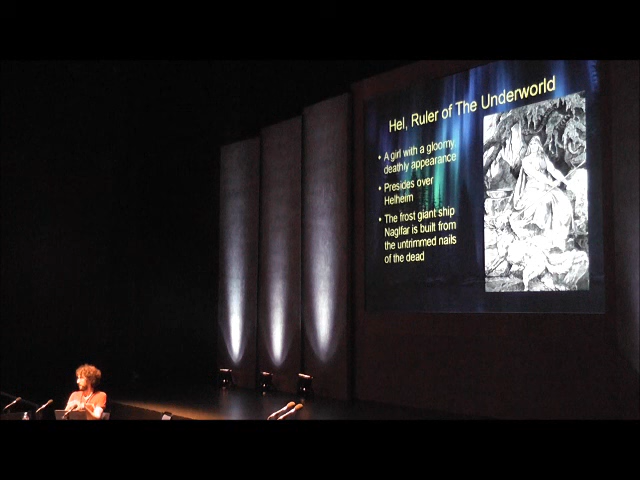 Hel, Ruler of The Underworld
• A girl with a gloomy,
deathly appearance
• Presides over
Helheim
• The frost giant ship
Naglfar is built from
the untrimmed nails
of the dead